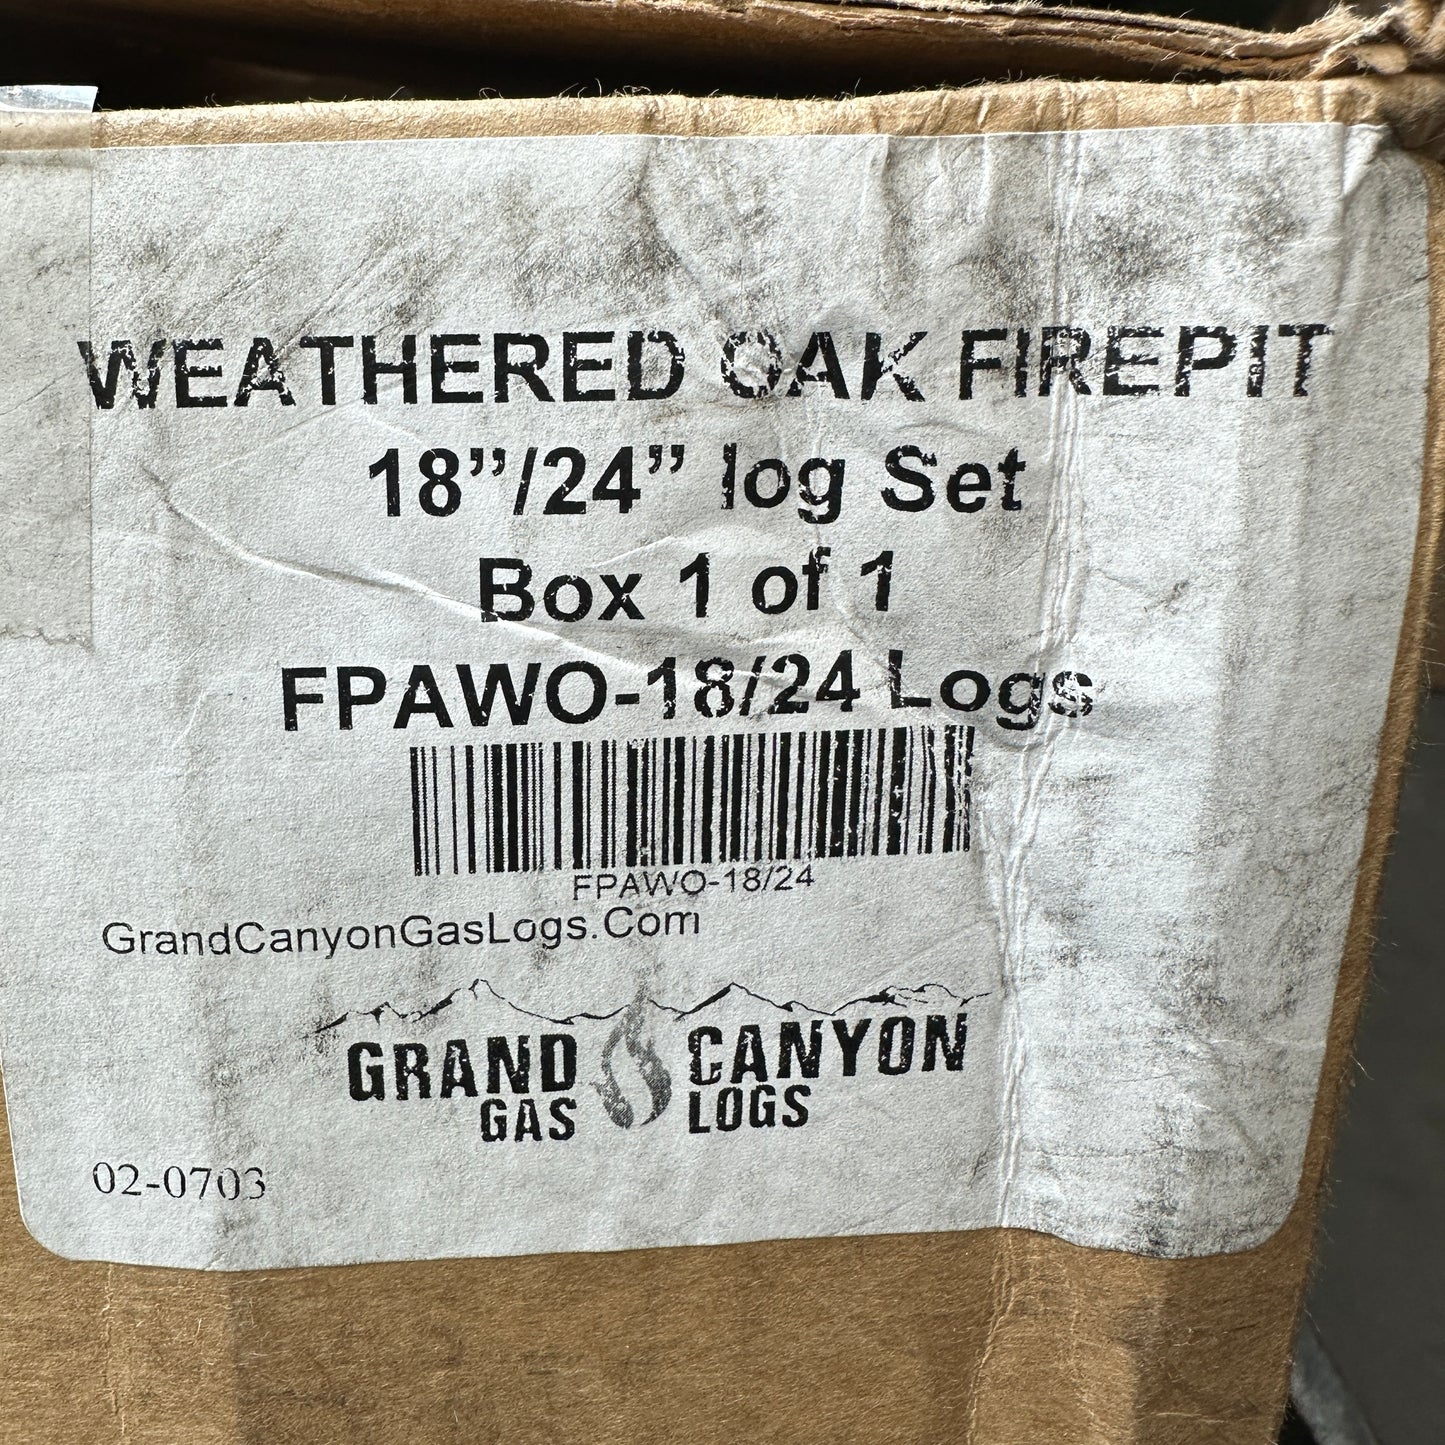 WEATHERED OAK FIREPIT
18”/24” log Set
Box 1 of 1
FPAWO-18/24 Logs
FPAWO-18/24
GrandCanyonGasLogs.Com
GRAND CANYON
GAS LOGS
02-0703